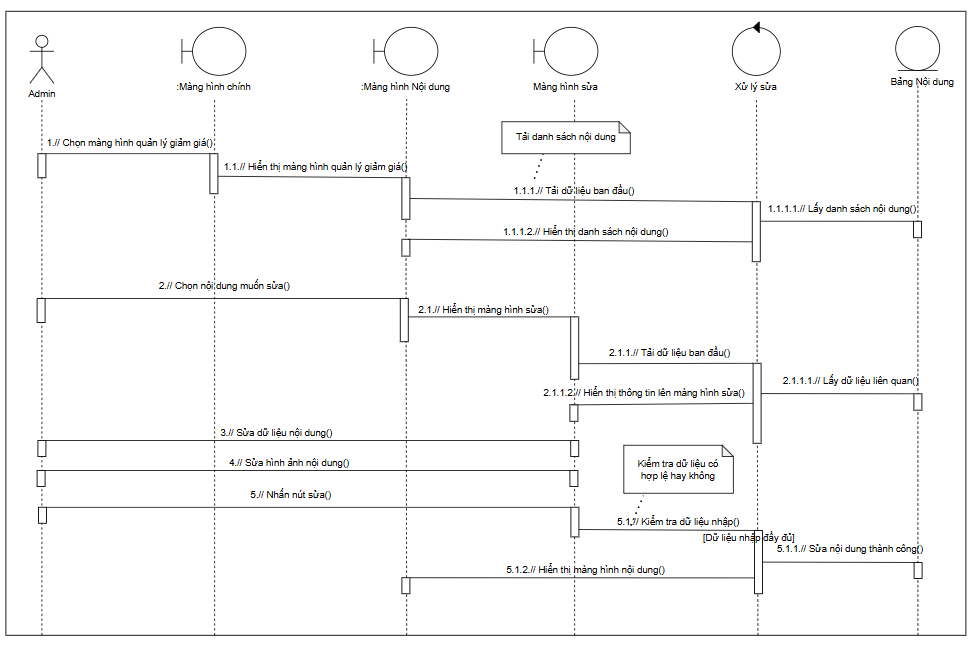 Admin
:Màng hình chính
:Màng hình Nội dung
Màng hình sửa
Xử lý sửa
Bảng Nội dung
Tải danh sách nội dung
1.// Chọn màng hình quản lý giảm giá()
1.1.// Hiển thị màng hình quản lý giảm giá()
1.1.1.// Tải dữ liệu ban đầu()
1.1.1.1.// Lấy danh sách nội dung()
1.1.1.2.// Hiển thị danh sách nội dung()
2.// Chọn nội dung muốn sửa()
2.1.// Hiển thị màng hình sửa()
2.1.1.// Tải dữ liệu ban đầu()
2.1.1.1.// Lấy dữ liệu liên quan()
2.1.1.2.// Hiển thị thông tin lên màng hình sửa()
3.// Sửa dữ liệu nội dung()
4.// Sửa hình ảnh nội dung()
Kiểm tra dữ liệu có
hợp lệ hay không
5.// Nhấn nút sửa()
5.1.// Kiểm tra dữ liệu nhập()
[Dữ liệu nhập đầy đủ]
5.1.1.// Sửa nội dung thành công()
5.1.2.// Hiển thị màng hình nội dung()